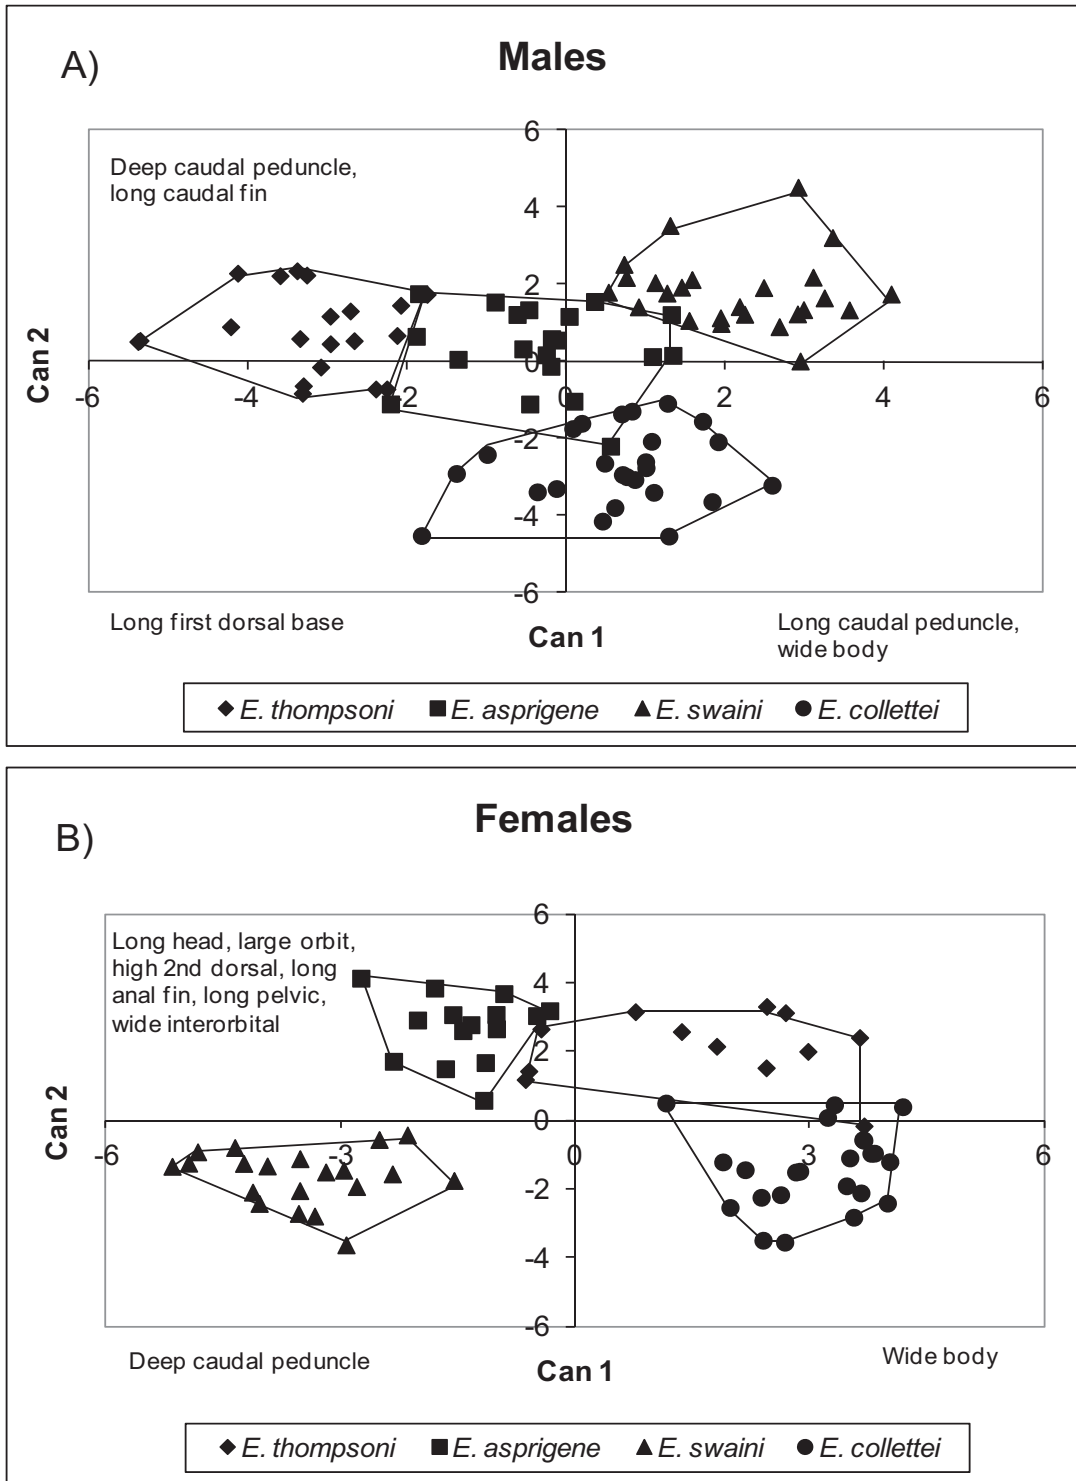 A)
Males
Deep caudal peduncle,
long caudal fin
6
4
2
0
-2
-4
-6
-6
-4
-2
0
2
4
6
Can 2
Can 1
Long first dorsal base
Long caudal peduncle,
wide body
E. thompsoni E. asprigene E. swaini E. collettei
B)
Females
Long head, large orbit,
high 2nd dorsal, long
anal fin, long pelvic,
wide interorbital
6
4
2
0
-2
-4
-6
-6
-3
0
3
6
Can 2
Can 1
Deep caudal peduncle
Wide body
E. thompsoni E. asprigene E. swaini E. collettei